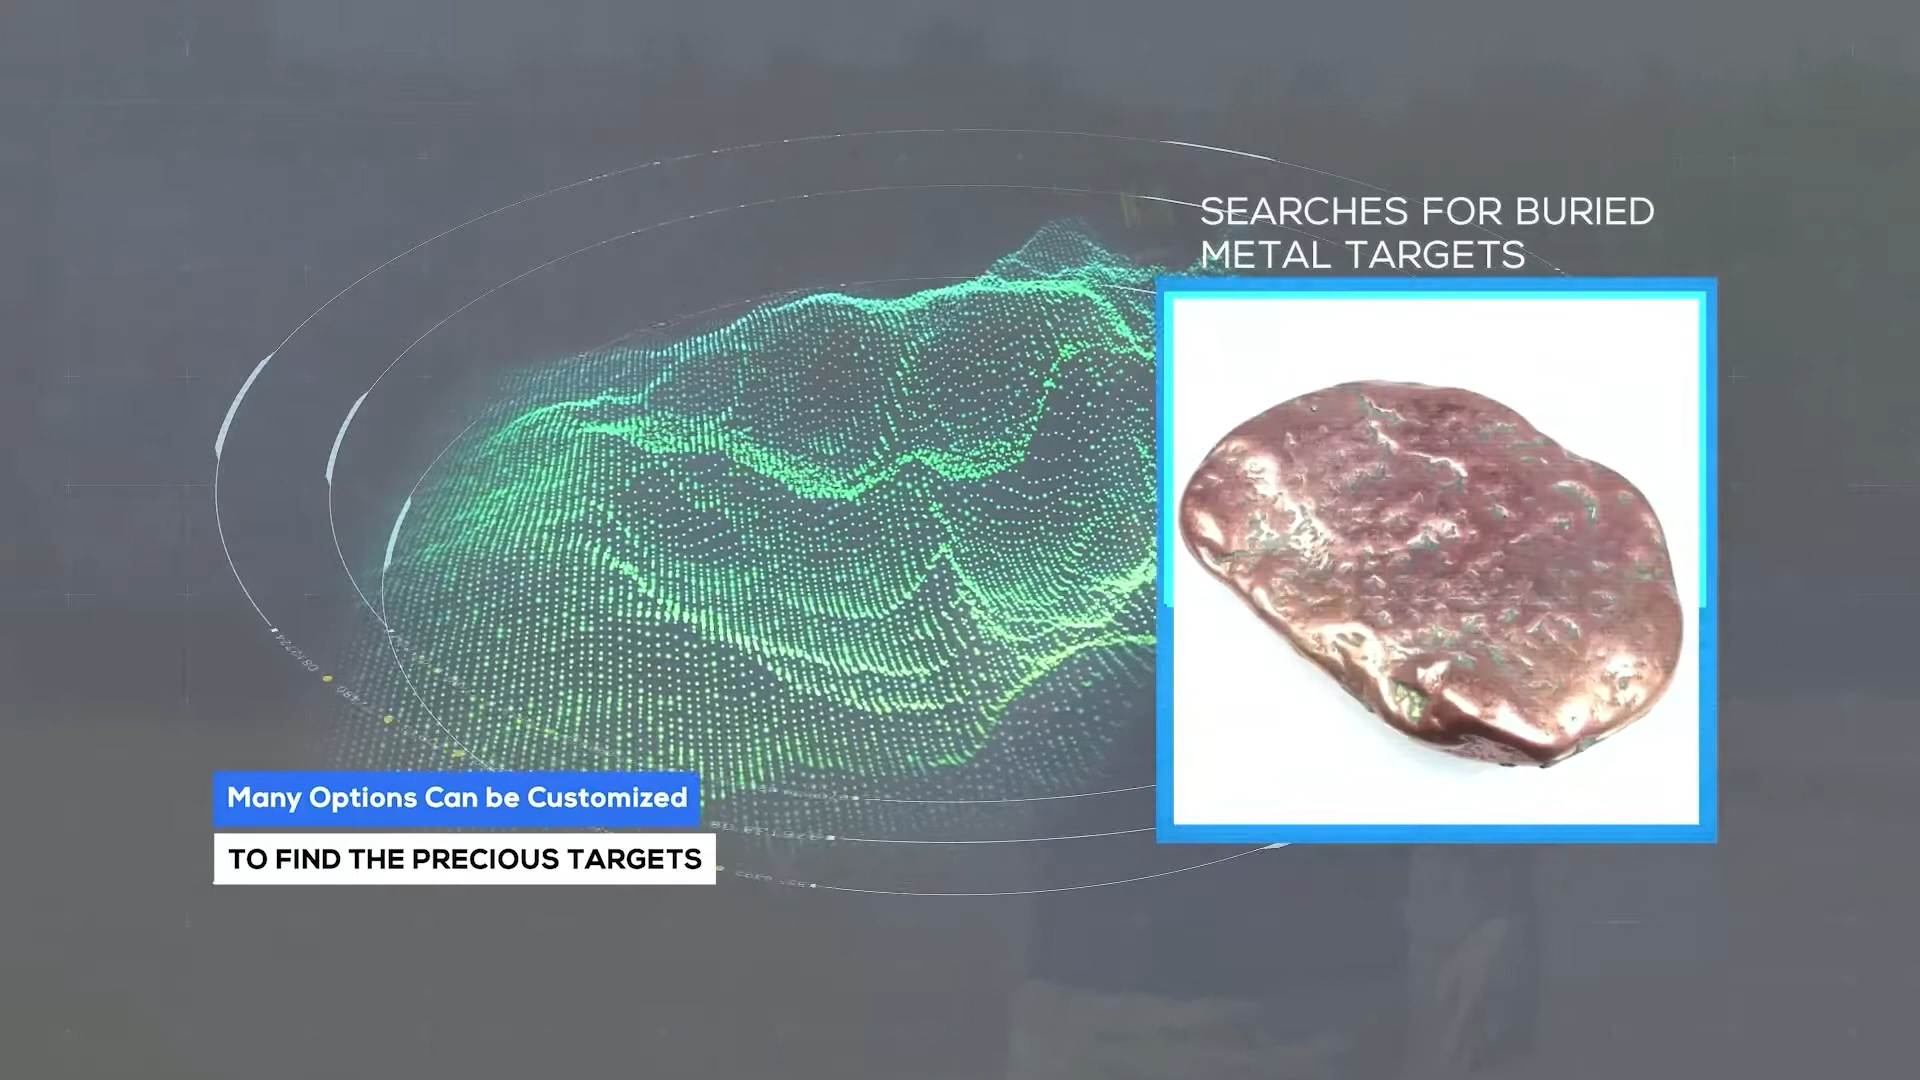 SEARCHES FOR BURIED
METAL TARGETS
Many Options Can be Customized
TO FIND THE PRECIOUS TARGETS